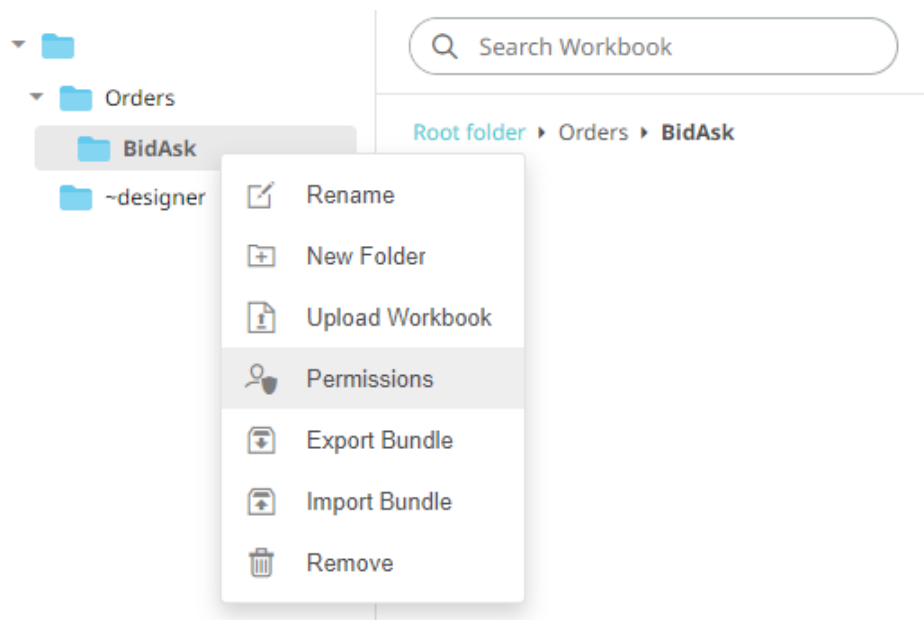 Search Workbook
Orders
BidAsk
~designer
Root folder ▸ Orders ▸ BidAsk
Rename
New Folder
Upload Workbook
Permissions
Export Bundle
Import Bundle
Remove